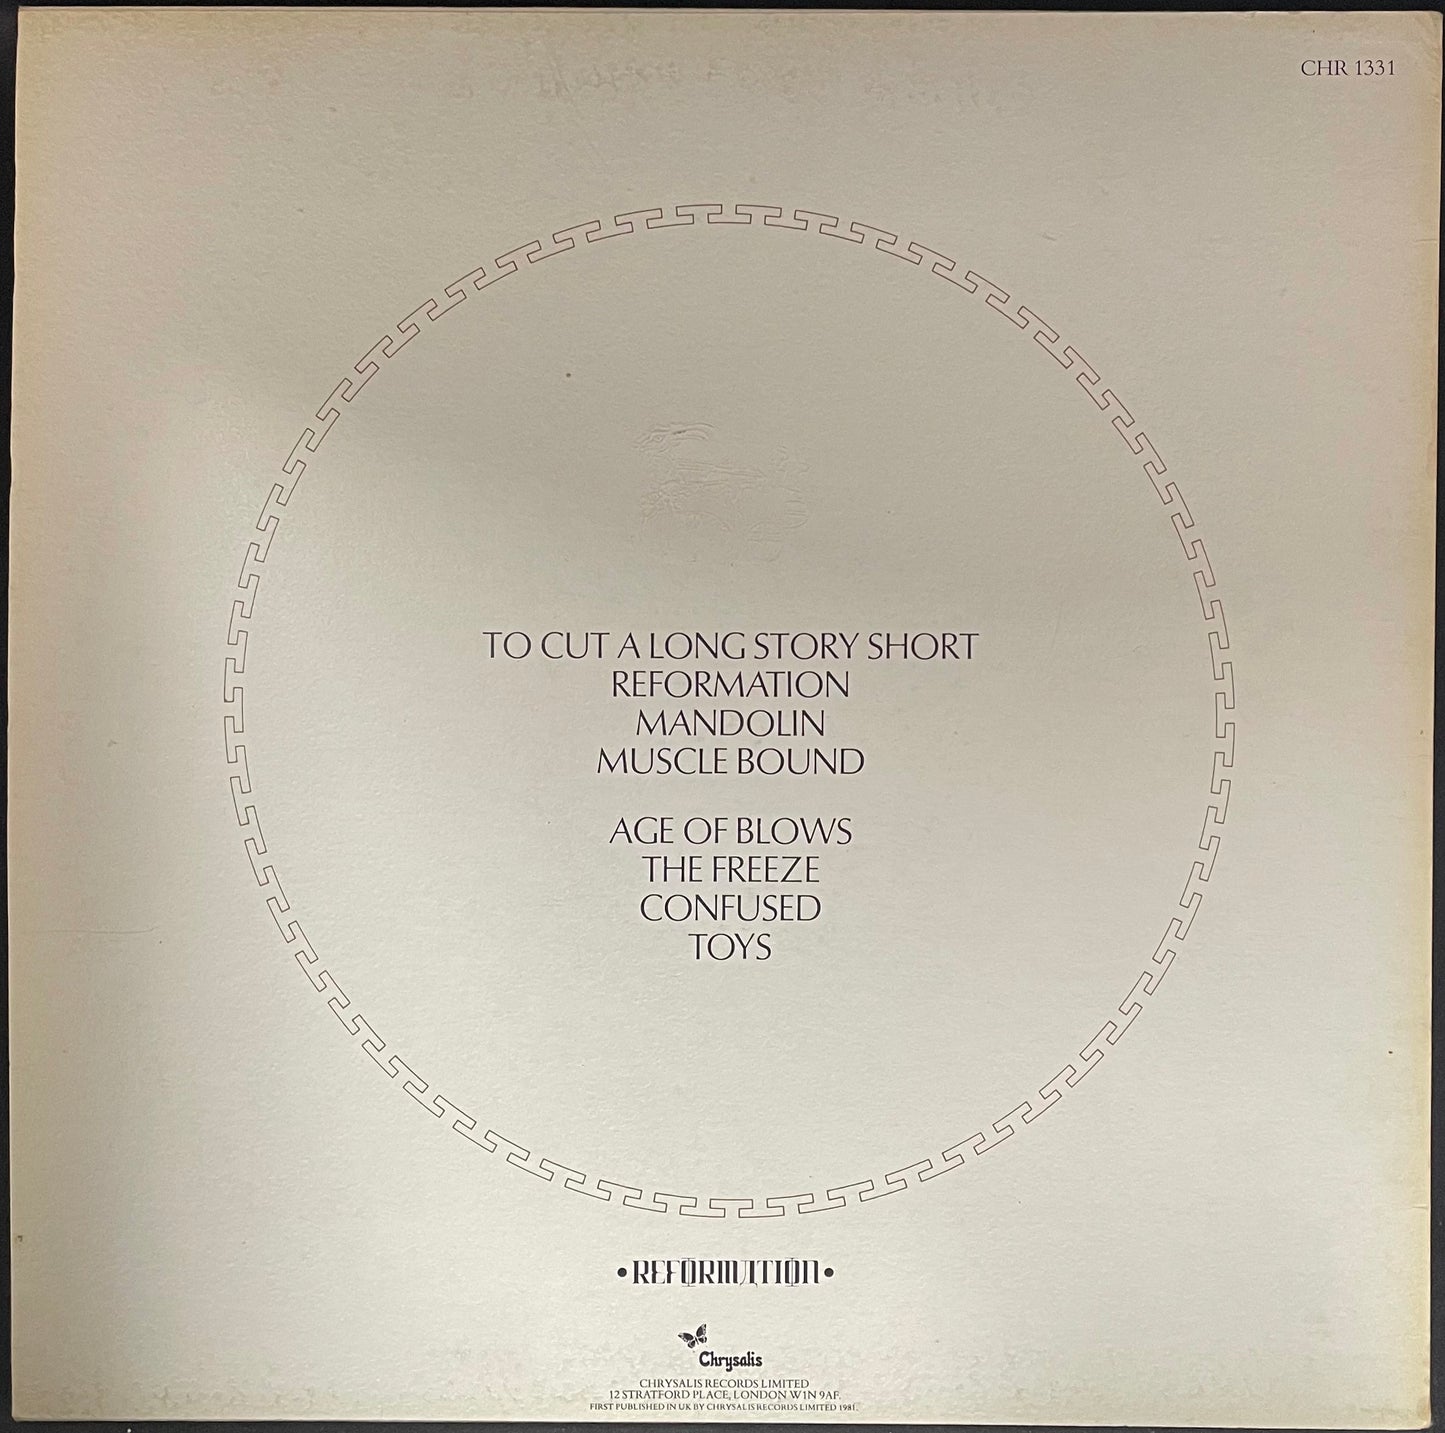 CHR 1331
TO CUT A LONG STORY SHORT
REFORMATION
MANDOLIN
MUSCLE BOUND
AGE OF BLOWS
THE FREEZE
CONFUSED
TOYS
•REFORMATION•
Chrysalis
CHRYSALIS RECORDS LIMITED
12 STRATFORD PLACE, LONDON W1N 9AF.
FIRST PUBLISHED IN UK BY CHRYSALIS RECORDS LIMITED 1981.